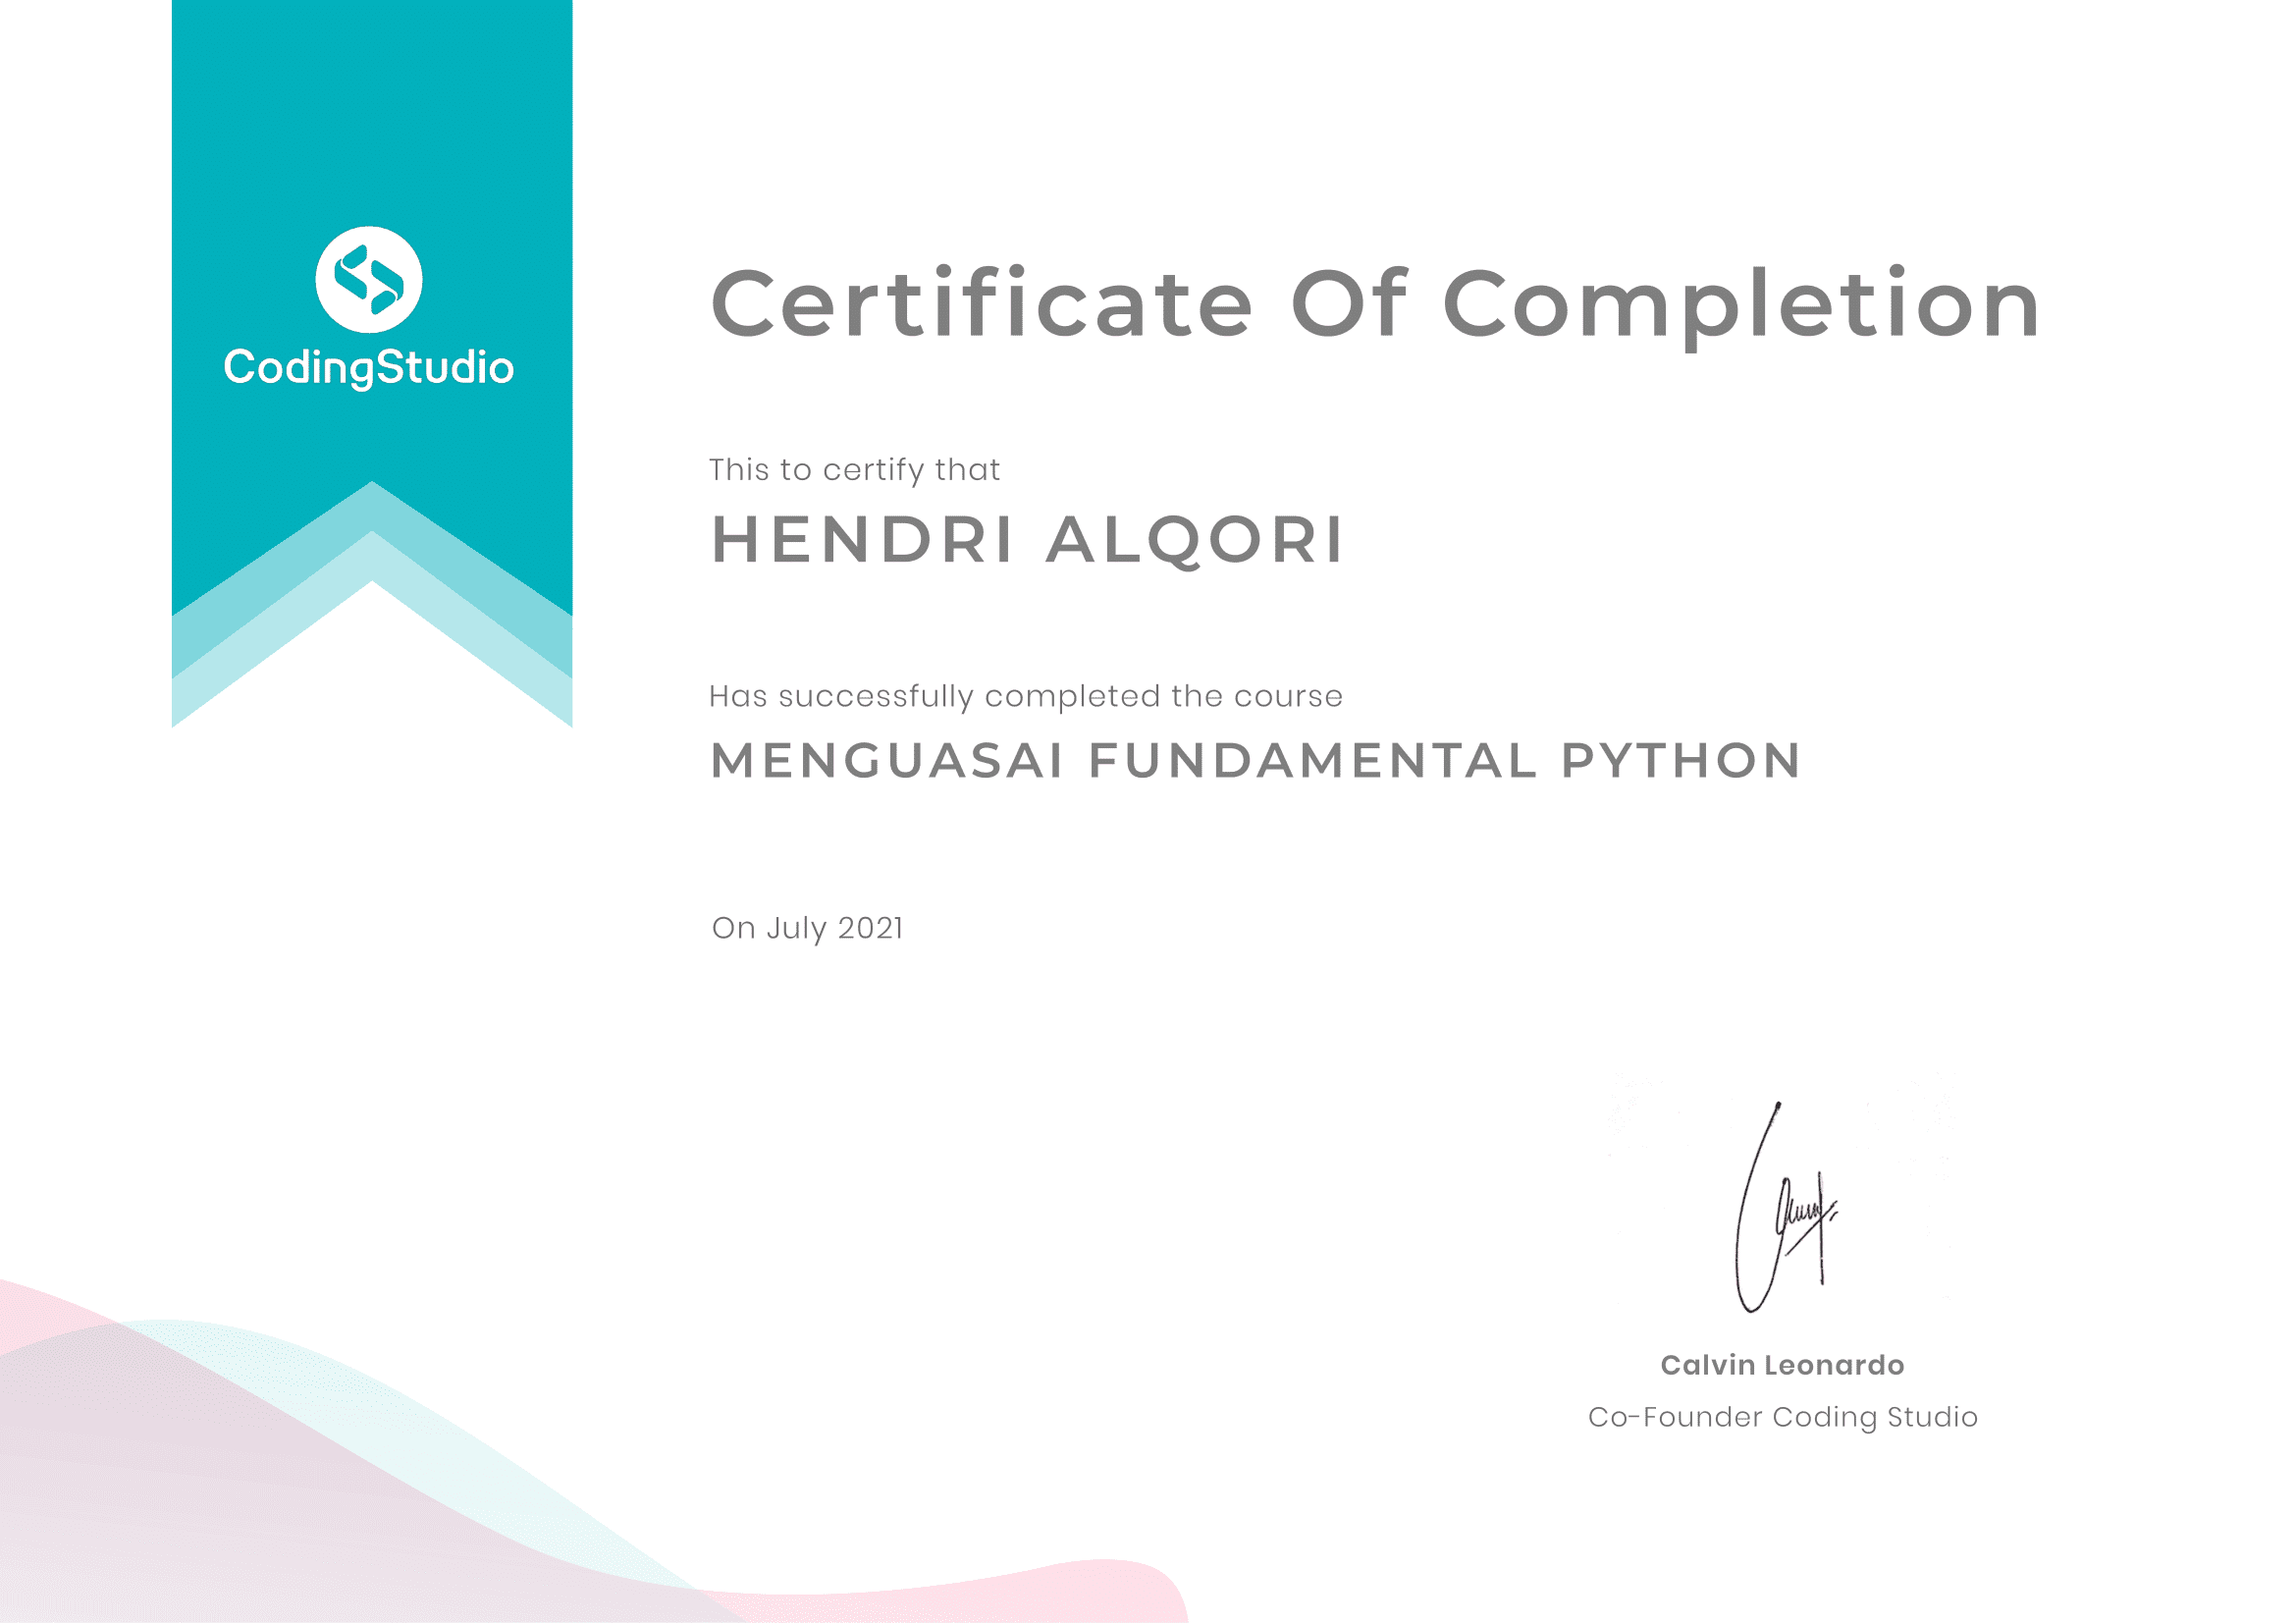 CodingStudio
Certificate Of Completion
This to certify that
HENDRI ALQORI
Has successfully completed the course
MENGUASAI FUNDAMENTAL PYTHON
On July 2021
Calvin Leonardo
Co-Founder Coding Studio